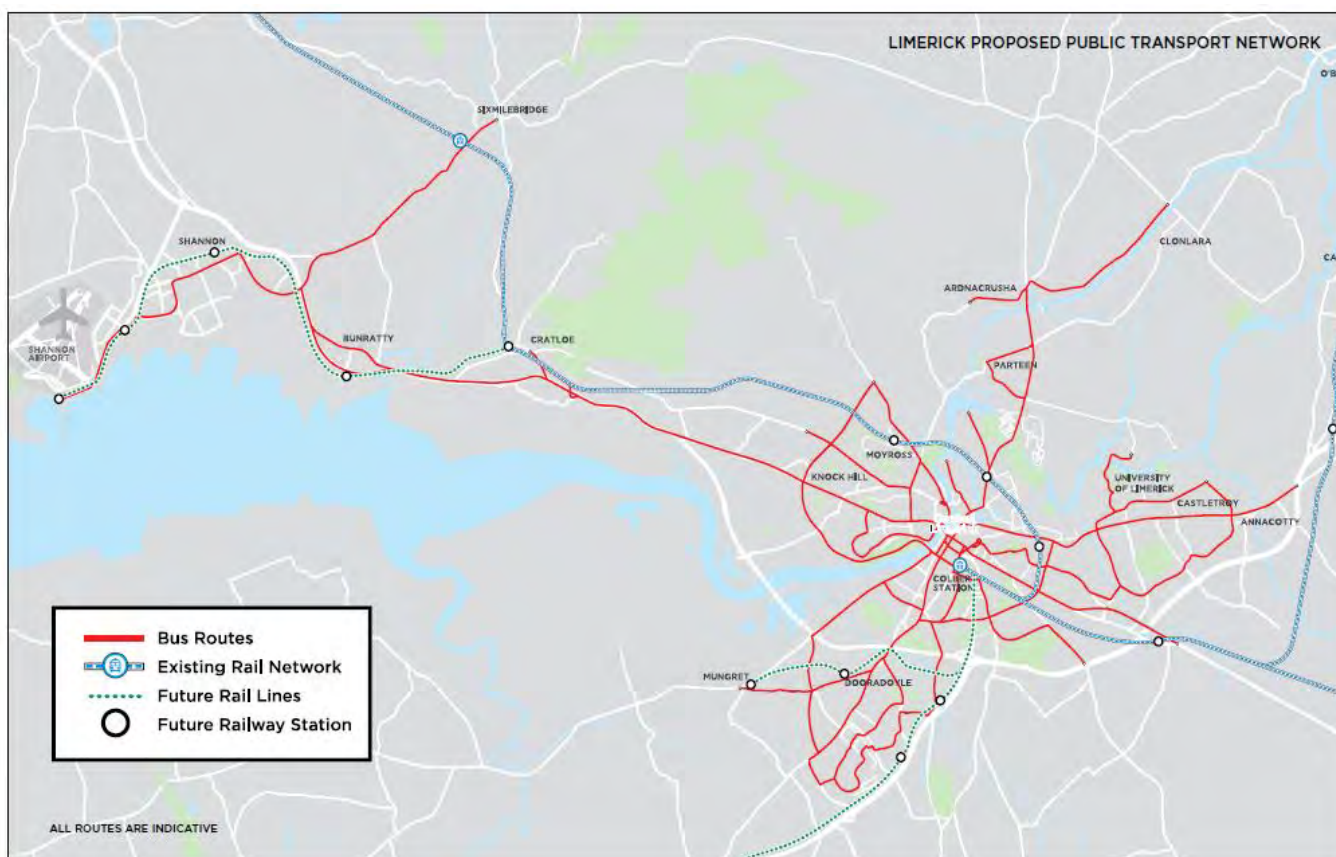 LIMERICK PROPOSED PUBLIC TRANSPORT NETWORK
SIXMILEBRIDGE
CLONLARA
SHANNON
ARDNACRUSHA
BUNRATTY
CRATLOE
SHANNON
AIRPORT
PARTEEN
MOYROSS
KNOCK HILL
UNIVERSITY
OF LIMERICK
CASTLETROY
ANNACOTTY
STATION
MUNGRET
DOORADOYLE
Bus Routes
Existing Rail Network
Future Rail Lines
Future Railway Station
ALL ROUTES ARE INDICATIVE